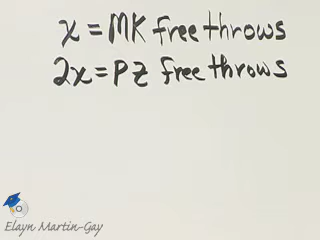 x = MK free throws
2x = PZ free throws
Elayn Martin-Gay